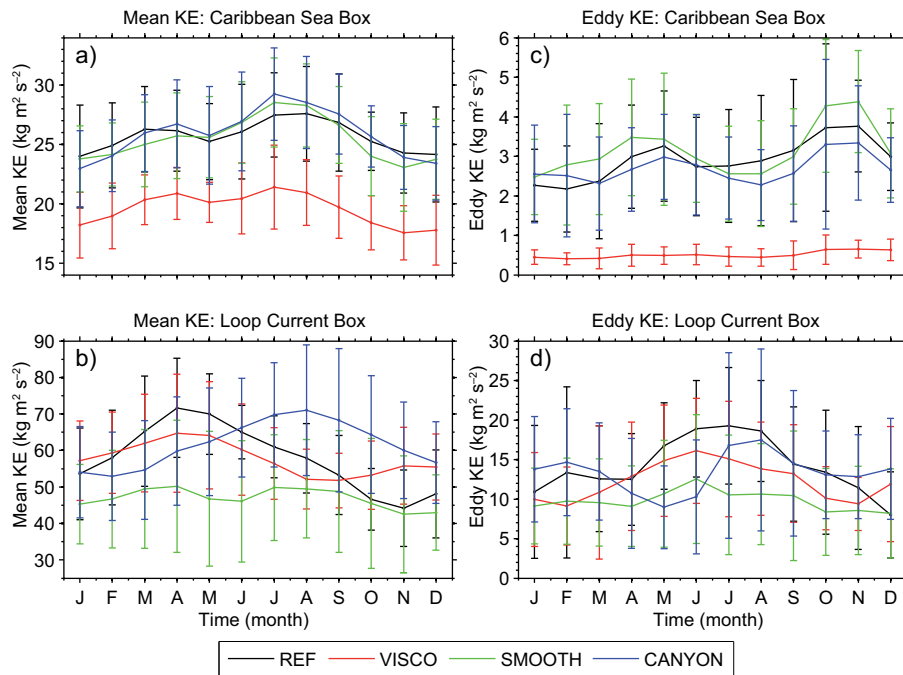 Mean KE: Caribbean Sea Box
Eddy KE: Caribbean Sea Box
a)
c)
Mean KE (kg m² s⁻²)
30
25
20
15
Eddy KE (kg m² s⁻²)
6
5
4
3
2
1
0
Mean KE: Loop Current Box
Eddy KE: Loop Current Box
b)
d)
Mean KE (kg m² s⁻²)
90
80
70
60
50
40
30
Eddy KE (kg m² s⁻²)
30
25
20
15
10
5
0
J F M A M J J A S O N D
J F M A M J J A S O N D
Time (month)
Time (month)
REF VISCO SMOOTH CANYON